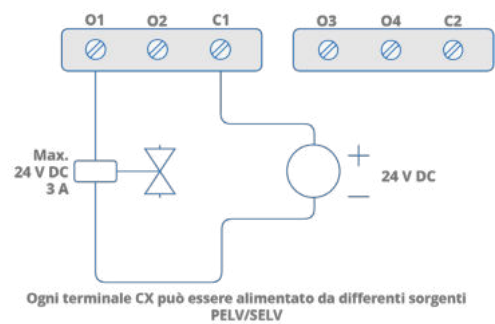 O1 O2 C1 O3 O4 C2
Max.
24 V DC
3 A
+
24 V DC
—
Ogni terminale CX può essere alimentato da differenti sorgenti
PELV/SELV